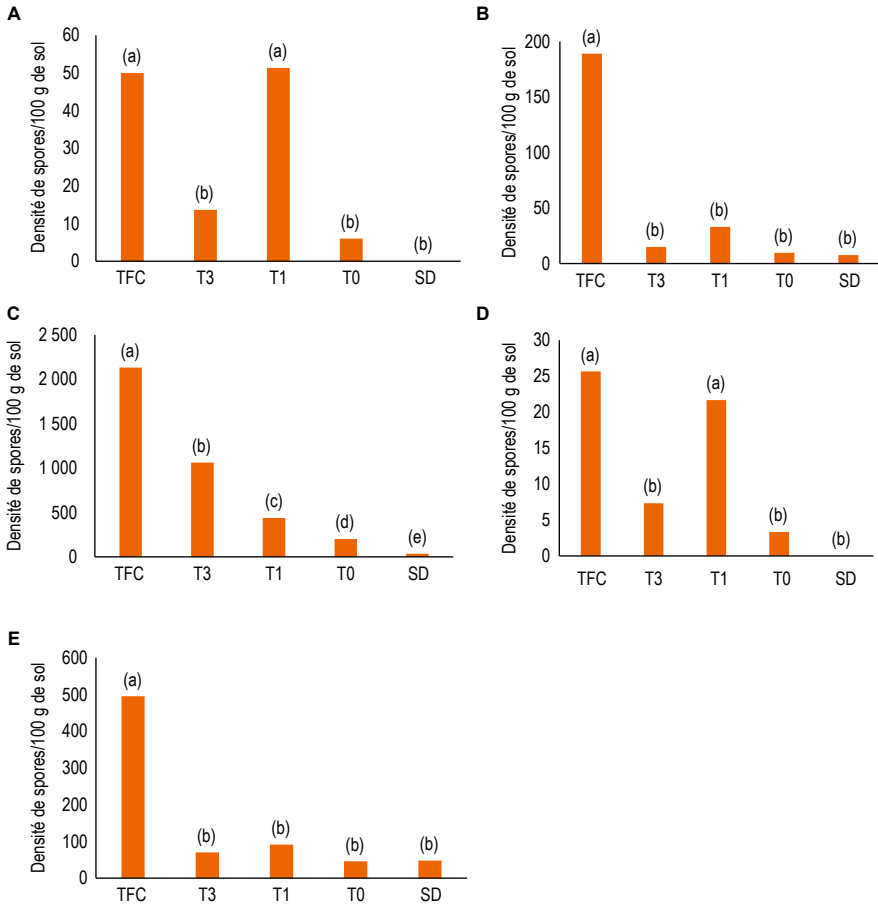 A
Densité de spores/100 g de sol
60
50
40
30
20
10
0
(a)
(b)
(a)
(b)
(b)
TFC T3 T1 T0 SD
B
Densité de spores/100 g de sol
200
150
100
50
0
(a)
(b)
(b)
(b)
(b)
TFC T3 T1 T0 SD
C
Densité de spores/100 g de sol
2 500
2 000
1 500
1 000
500
0
(a)
(b)
(c)
(d)
(e)
TFC T3 T1 T0 SD
D
Densité de spores/100 g de sol
30
25
20
15
10
5
0
(a)
(b)
(a)
(b)
(b)
TFC T3 T1 T0 SD
E
Densité de spores/100 g de sol
600
500
400
300
200
100
0
(a)
(b)
(b)
(b)
(b)
TFC T3 T1 T0 SD